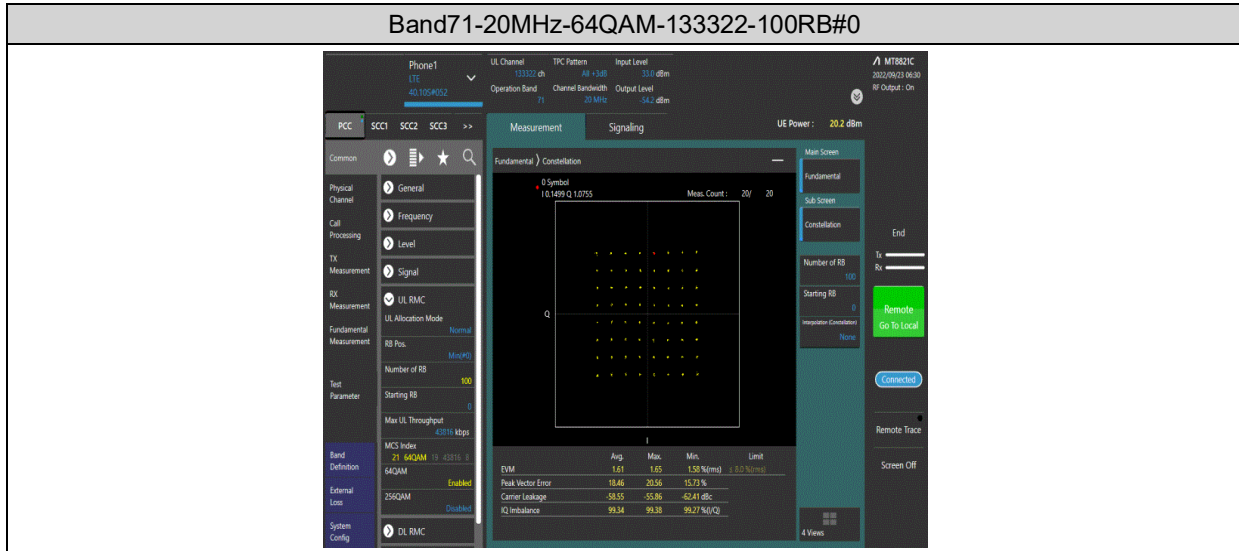 Band71-20MHz-64QAM-133322-100RB#0
Phone1
LTE
40.10S#052
UL Channel TPC Pattern Input Level
133322 ch All +3dB 33.0 dBm
Operation Band Channel Bandwidth Output Level
71 20 MHz -54.2 dBm
MT8821C
2022/09/23 06:30
RF Output : On
PCC SCC1 SCC2 SCC3 >>
Measurement Signaling
UE Power : 20.2 dBm
Common
Physical Channel
Call Processing
TX Measurement
RX Measurement
Fundamental Measurement
Test Parameter
Band Definition
External Loss
System Config
General
Frequency
Level
Signal
UL RMC
UL Allocation Mode
Normal
RB Pos.
Min(#0)
Number of RB
100
Starting RB
0
Max UL Throughput
43816 kbps
MCS Index
21 64QAM 19 43816 8
64QAM
Enabled
256QAM
Disabled
DL RMC
Fundamental ) Constellation
0 Symbol
I 0.1499 Q 1.0755
Meas. Count : 20/ 20
Q
I
Avg. Max. Min. Limit
EVM 1.61 1.65 1.58 %(rms) ≤ 8.0 %(rms)
Peak Vector Error 18.46 20.56 15.73 %
Carrier Leakage -58.55 -55.86 -62.41 dBc
IQ Imbalance 99.34 99.38 99.27 %(I/Q)
Main Screen
Fundamental
Sub Screen
Constellation
Number of RB
100
Starting RB
0
Interpolation (Constellation)
None
4 Views
End
Tx
Rx
Remote
Go To Local
Connected
Remote Trace
Screen Off